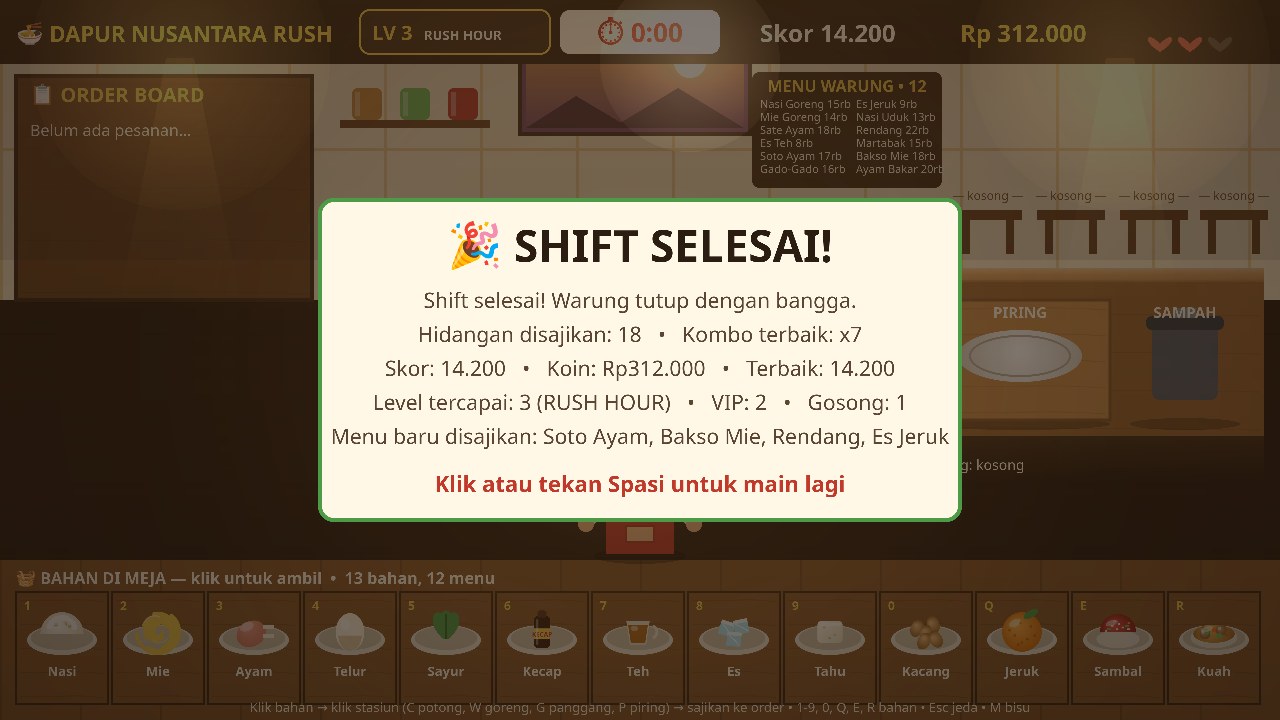 🍜 DAPUR NUSANTARA RUSH
LV 3 RUSH HOUR
⏱ 0:00
Skor 14.200
Rp 312.000
📋 ORDER BOARD
Belum ada pesanan...
MENU WARUNG • 12
Nasi Goreng 15rb Es Jeruk 9rb
Mie Goreng 14rb Nasi Uduk 13rb
Sate Ayam 18rb Rendang 22rb
Es Teh 8rb Martabak 15rb
Soto Ayam 17rb Bakso Mie 18rb
Gado-Gado 16rb Ayam Bakar 20rb
— kosong — — kosong — — kosong — — kosong —
🎉 SHIFT SELESAI!
Shift selesai! Warung tutup dengan bangga.
Hidangan disajikan: 18 • Kombo terbaik: x7
Skor: 14.200 • Koin: Rp312.000 • Terbaik: 14.200
Level tercapai: 3 (RUSH HOUR) • VIP: 2 • Gosong: 1
Menu baru disajikan: Soto Ayam, Bakso Mie, Rendang, Es Jeruk
Klik atau tekan Spasi untuk main lagi
PIRING
SAMPAH
g: kosong
🧺 BAHAN DI MEJA — klik untuk ambil • 13 bahan, 12 menu
1 2 3 4 5 6 7 8 9 0 Q E R
KECAP
Nasi Mie Ayam Telur Sayur Kecap Teh Es Tahu Kacang Jeruk Sambal Kuah
Klik bahan → klik stasiun (C potong, W goreng, G panggang, P piring) → sajikan ke order • 1-9, 0, Q, E, R bahan • Esc jeda • M bisu